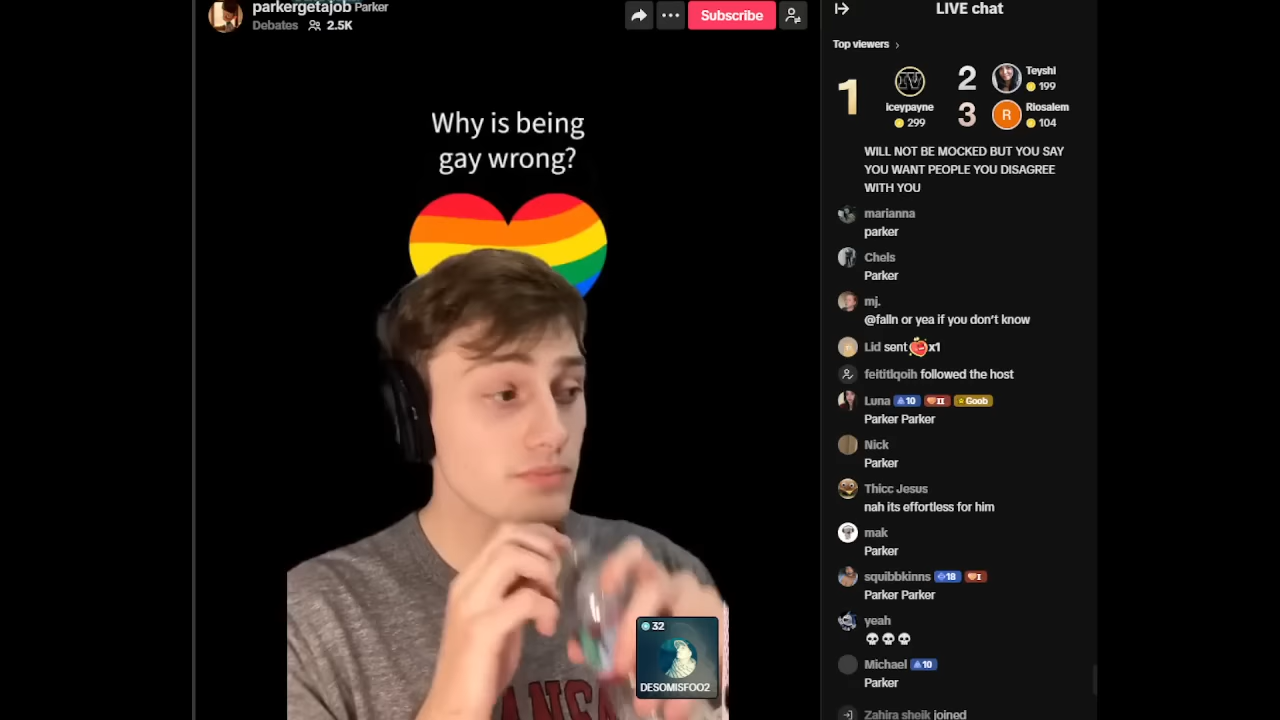 parkergetajob Parker
Debates 2.5K
Subscribe
Why is being
gay wrong?
ANSAS
32
DESOMISFOO2
LIVE chat
Top viewers
1
IV
Iceypayne
299
2
Teyshi
199
3
R
Riosalem
104
WILL NOT BE MOCKED BUT YOU SAY
YOU WANT PEOPLE YOU DISAGREE
WITH YOU
marianna
parker
Chels
Parker
mj.
@falln or yea if you don't know
Lid sent x1
feititlqoih followed the host
Luna 10 II Goob
Parker Parker
Nick
Parker
Thicc Jesus
nah its effortless for him
mak
Parker
squibbkinns 18 I
Parker Parker
yeah
💀💀💀
Michael 10
Parker
Zahira sheik joined